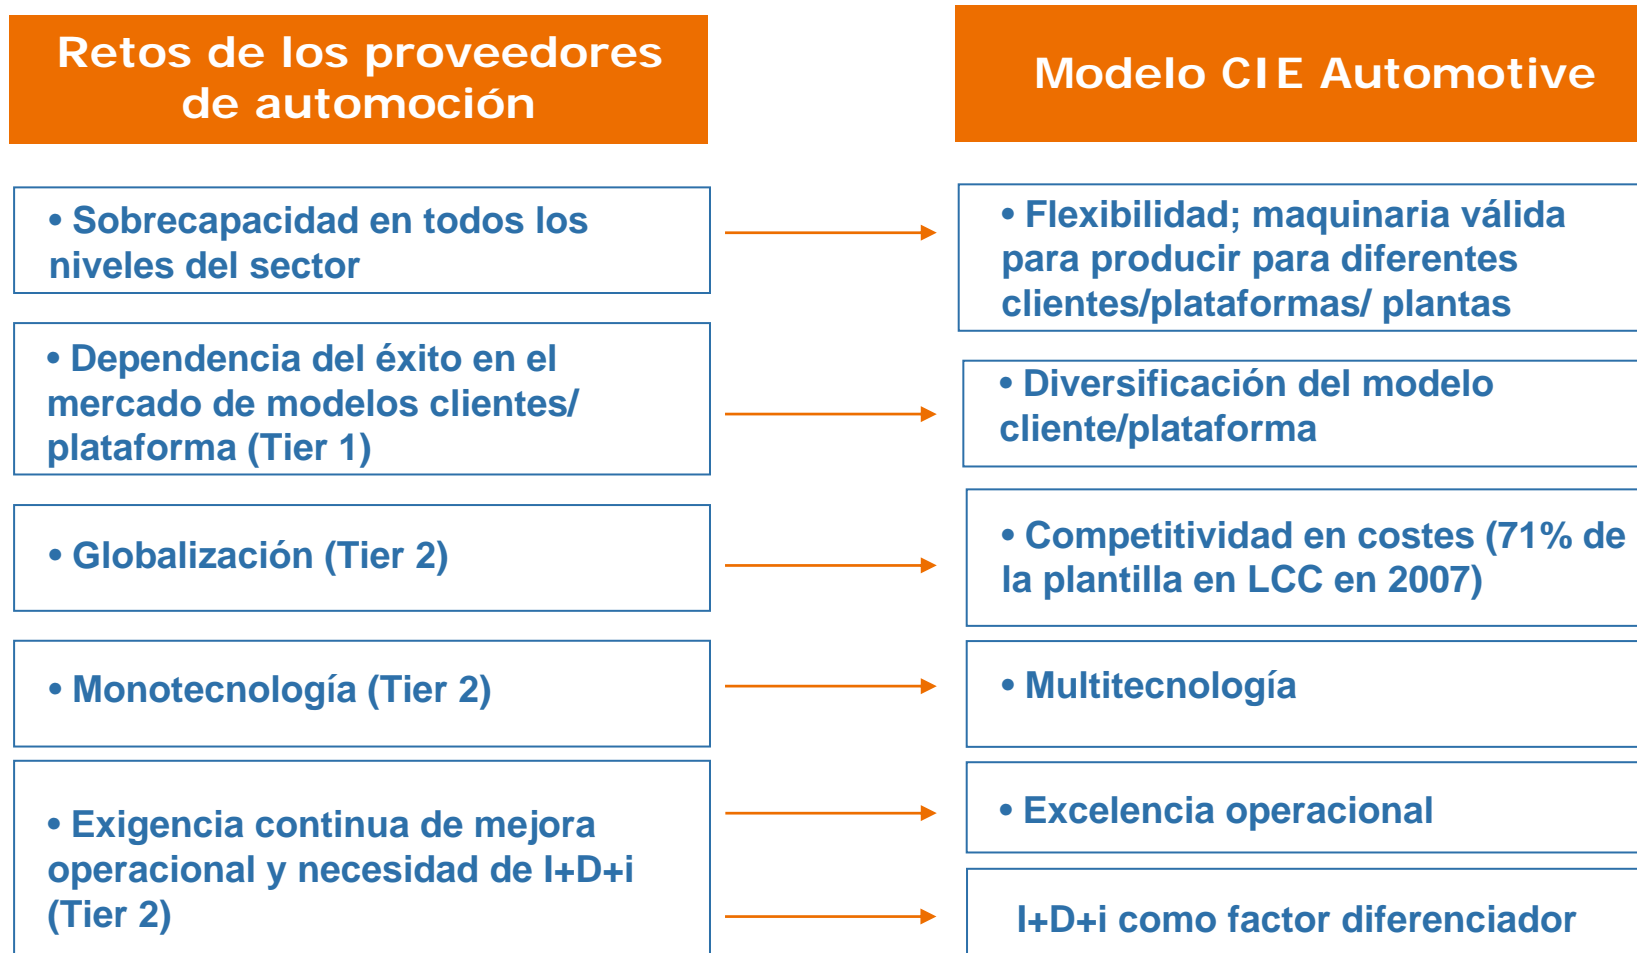 Retos de los proveedores
de automoción
Modelo CIE Automotive
• Sobrecapacidad en todos los
niveles del sector
• Flexibilidad; maquinaria válida
para producir para diferentes
clientes/plataformas/ plantas
• Dependencia del éxito en el
mercado de modelos clientes/
plataforma (Tier 1)
• Diversificación del modelo
cliente/plataforma
• Globalización (Tier 2)
• Competitividad en costes (71% de
la plantilla en LCC en 2007)
• Monotecnología (Tier 2)
• Multitecnología
• Exigencia continua de mejora
operacional y necesidad de I+D+i
(Tier 2)
• Excelencia operacional
I+D+i como factor diferenciador